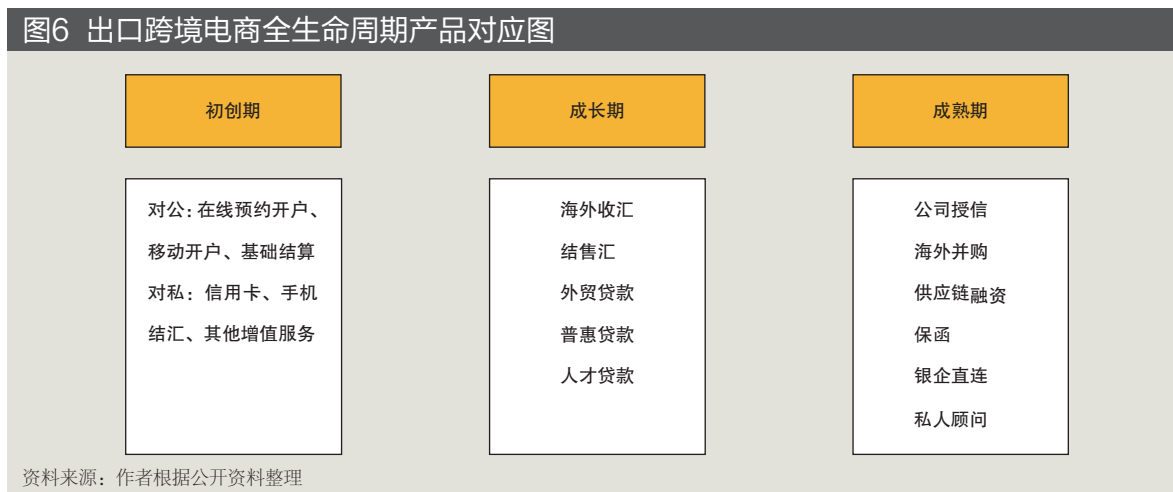 图6 出口跨境电商全生命周期产品对应图
初创期
对公：在线预约开户、
移动开户、基础结算
对私：信用卡、手机
结汇、其他增值服务
成长期
海外收汇
结售汇
外贸贷款
普惠贷款
人才贷款
成熟期
公司授信
海外并购
供应链融资
保函
银企直连
私人顾问
资料来源：作者根据公开资料整理